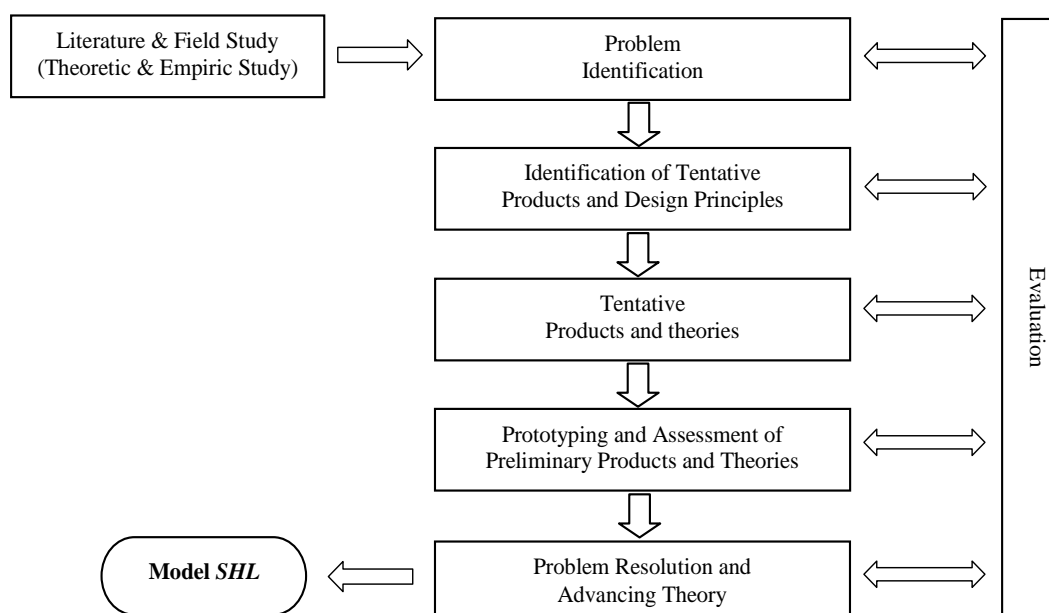 Literature & Field Study
(Theoretic & Empiric Study)
Problem
Identification
Identification of Tentative
Products and Design Principles
Tentative
Products and theories
Prototyping and Assessment of
Preliminary Products and Theories
Problem Resolution and
Advancing Theory
Model SHL
Evaluation